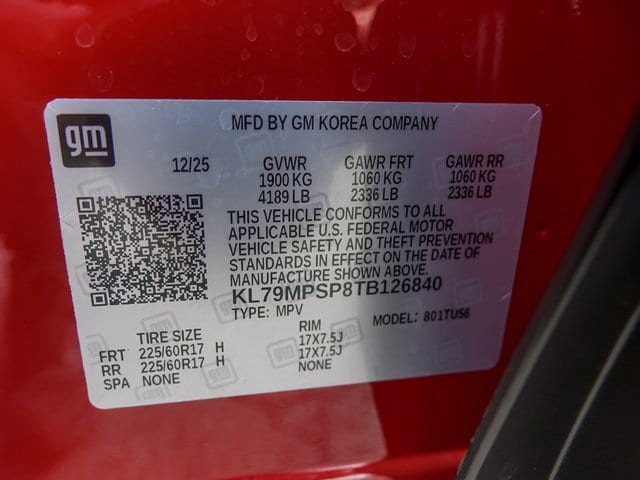 gm
MFD BY GM KOREA COMPANY
12/25 GVWR GAWR FRT GAWR RR
1900 KG 1060 KG 1060 KG
4189 LB 2336 LB 2336 LB
THIS VEHICLE CONFORMS TO ALL
APPLICABLE U.S. FEDERAL MOTOR
VEHICLE SAFETY AND THEFT PREVENTION
STANDARDS IN EFFECT ON THE DATE OF
MANUFACTURE SHOWN ABOVE.
KL79MPSP8TB126840
TYPE: MPV MODEL: 801TU56
TIRE SIZE RIM
FRT 225/60R17 H 17X7.5J
RR 225/60R17 H 17X7.5J
SPA NONE NONE